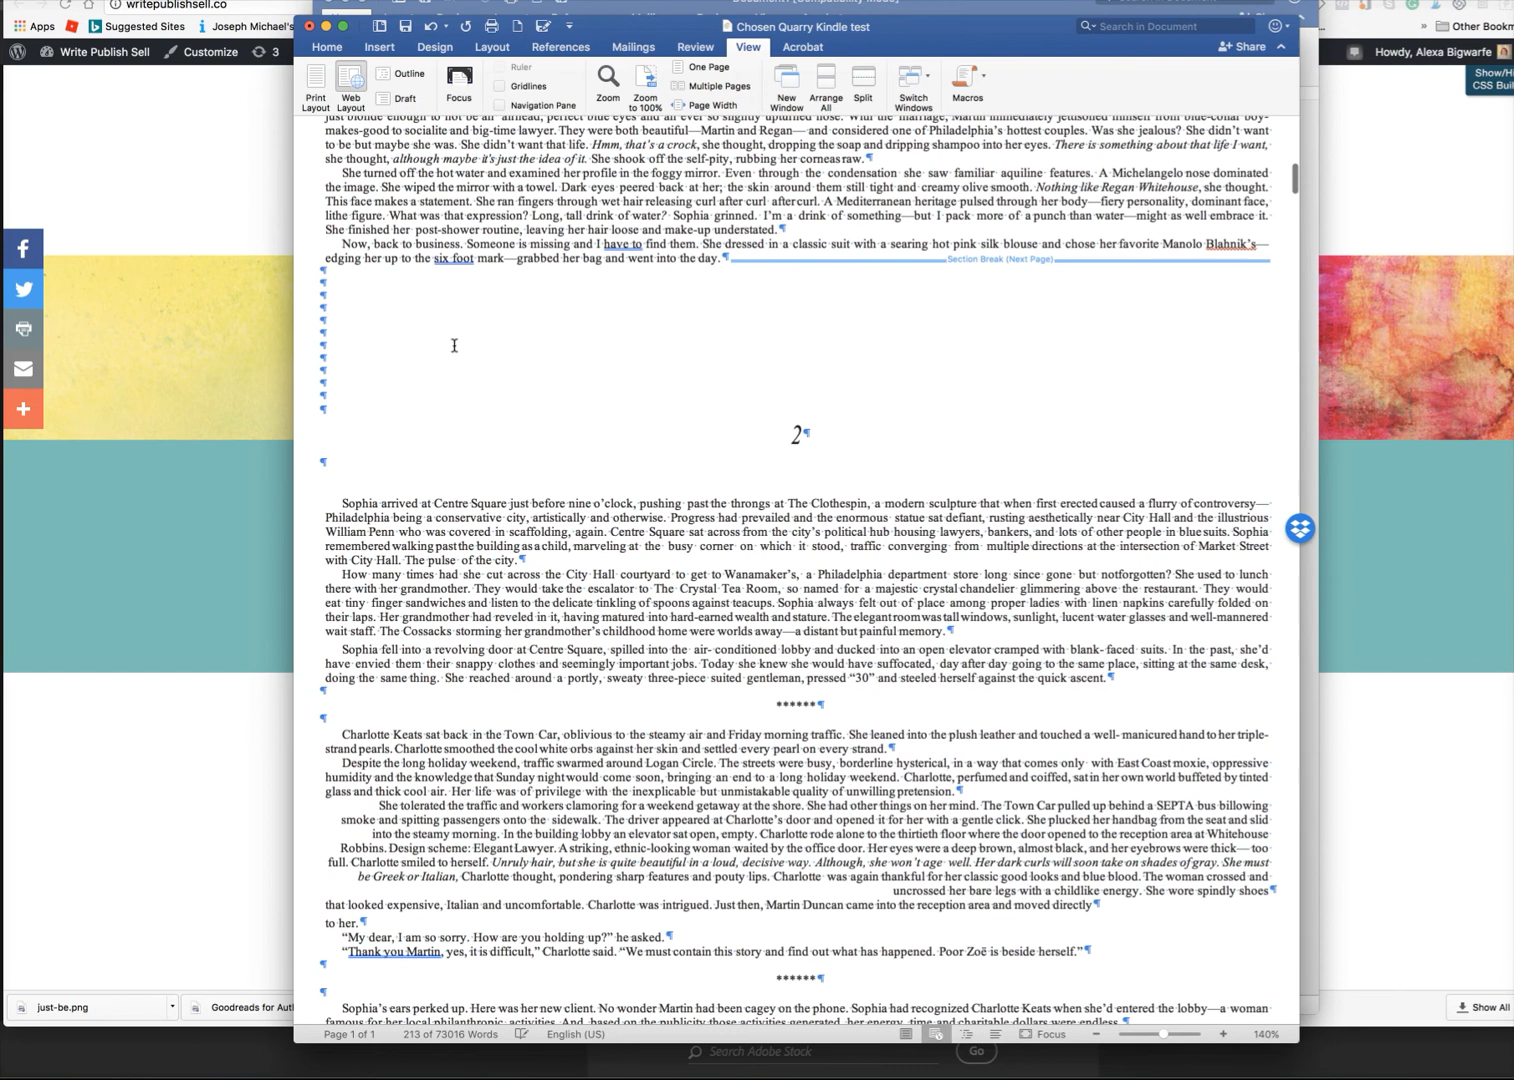 writepublishsell.co
Apps
Suggested Sites
Joseph Michael's
Other Bookm
Write Publish Sell
Customize
3
Howdy, Alexa Bigwarfe
Show/Hi
CSS Buil
Chosen Quarry Kindle test
Search in Document
Home Insert Design Layout References Mailings Review View Acrobat
Share
Print Layout
Web Layout
Outline
Draft
Focus
Ruler
Gridlines
Navigation Pane
Zoom
Zoom to 100%
One Page
Multiple Pages
Page Width
New Window
Arrange All
Split
Switch Windows
Macros
just blonde enough to not be an airhead, perfect blue eyes and an ever so slightly upturned nose. With the marriage, Martin immediately jettisoned himself from blue-collar boy-
makes-good to socialite and big-time lawyer. They were both beautiful—Martin and Regan— and considered one of Philadelphia's hottest couples. Was she jealous? She didn't want
to be but maybe she was. She didn't want that life. Hmm, that's a crock, she thought, dropping the soap and dripping shampoo into her eyes. There is something about that life I want,
she thought, although maybe it's just the idea of it. She shook off the self-pity, rubbing her corneas raw.¶
She turned off the hot water and examined her profile in the foggy mirror. Even through the condensation she saw familiar aquiline features. A Michelangelo nose dominated
the image. She wiped the mirror with a towel. Dark eyes peered back at her; the skin around them still tight and creamy olive smooth. Nothing like Regan Whitehouse, she thought.
This face makes a statement. She ran fingers through wet hair releasing curl after curl after curl. A Mediterranean heritage pulsed through her body—fiery personality, dominant face,
lithe figure. What was that expression? Long, tall drink of water? Sophia grinned. I'm a drink of something—but I pack more of a punch than water—might as well embrace it.
She finished her post-shower routine, leaving her hair loose and make-up understated.¶
Now, back to business. Someone is missing and I have to find them. She dressed in a classic suit with a searing hot pink silk blouse and chose her favorite Manolo Blahnik's—
edging her up to the six foot mark—grabbed her bag and went into the day.¶ Section Break (Next Page)
¶
¶
¶
¶
¶
¶
¶
¶
¶
¶
¶
¶
2¶
¶
Sophia arrived at Centre Square just before nine o'clock, pushing past the throngs at The Clothespin, a modern sculpture that when first erected caused a flurry of controversy—
Philadelphia being a conservative city, artistically and otherwise. Progress had prevailed and the enormous statue sat defiant, rusting aesthetically near City Hall and the illustrious
William Penn who was covered in scaffolding, again. Centre Square sat across from the city's political hub housing lawyers, bankers, and lots of other people in blue suits. Sophia
remembered walking past the building as a child, marveling at the busy corner on which it stood, traffic converging from multiple directions at the intersection of Market Street
with City Hall. The pulse of the city.¶
How many times had she cut across the City Hall courtyard to get to Wanamaker's, a Philadelphia department store long since gone but notforgotten? She used to lunch
there with her grandmother. They would take the escalator to The Crystal Tea Room, so named for a majestic crystal chandelier glimmering above the restaurant. They would
eat tiny finger sandwiches and listen to the delicate tinkling of spoons against teacups. Sophia always felt out of place among proper ladies with linen napkins carefully folded on
their laps. Her grandmother had reveled in it, having matured into hard-earned wealth and stature. The elegant room was tall windows, sunlight, lucent water glasses and well-mannered
wait staff. The Cossacks storming her grandmother's childhood home were worlds away—a distant but painful memory.¶
Sophia fell into a revolving door at Centre Square, spilled into the air- conditioned lobby and ducked into an open elevator cramped with blank- faced suits. In the past, she'd
have envied them their snappy clothes and seemingly important jobs. Today she knew she would have suffocated, day after day going to the same place, sitting at the same desk,
doing the same thing. She reached around a portly, sweaty three-piece suited gentleman, pressed “30” and steeled herself against the quick ascent.¶
¶
******¶
¶
Charlotte Keats sat back in the Town Car, oblivious to the steamy air and Friday morning traffic. She leaned into the plush leather and touched a well- manicured hand to her triple-
strand pearls. Charlotte smoothed the cool white orbs against her skin and settled every pearl on every strand.¶
Despite the long holiday weekend, traffic swarmed around Logan Circle. The streets were busy, borderline hysterical, in a way that comes only with East Coast moxie, oppressive
humidity and the knowledge that Sunday night would come soon, bringing an end to a long holiday weekend. Charlotte, perfumed and coiffed, sat in her own world buffeted by tinted
glass and thick cool air. Her life was of privilege with the inexplicable but unmistakable quality of unwilling pretension.¶
She tolerated the traffic and workers clamoring for a weekend getaway at the shore. She had other things on her mind. The Town Car pulled up behind a SEPTA bus billowing
smoke and spitting passengers onto the sidewalk. The driver appeared at Charlotte's door and opened it for her with a gentle click. She plucked her handbag from the seat and slid
into the steamy morning. In the building lobby an elevator sat open, empty. Charlotte rode alone to the thirtieth floor where the door opened to the reception area at Whitehouse
Robbins. Design scheme: Elegant Lawyer. A striking, ethnic-looking woman waited by the office door. Her eyes were a deep brown, almost black, and her eyebrows were thick—too
full. Charlotte smiled to herself. Unruly hair, but she is quite beautiful in a loud, decisive way. Although, she won't age well. Her dark curls will soon take on shades of gray. She must
be Greek or Italian, Charlotte thought, pondering sharp features and pouty lips. Charlotte was again thankful for her classic good looks and blue blood. The woman crossed and
uncrossed her bare legs with a childlike energy. She wore spindly shoes¶
that looked expensive, Italian and uncomfortable. Charlotte was intrigued. Just then, Martin Duncan came into the reception area and moved directly¶
to her.¶
“My dear, I am so sorry. How are you holding up?” he asked.¶
“Thank you Martin, yes, it is difficult,” Charlotte said. “We must contain this story and find out what has happened. Poor Zoë is beside herself.”¶
¶
******¶
¶
Sophia's ears perked up. Here was her new client. No wonder Martin had been cagey on the phone. Sophia had recognized Charlotte Keats when she'd entered the lobby—a woman
famous for her local philanthropic activities. And, based on the publicity those activities generated, her energy, time and charitable dollars were endless.¶
Page 1 of 1
213 of 73016 Words
English (US)
Focus
140%
just-be.png
Goodreads for Aut
Show All
Search Adobe Stock
Go